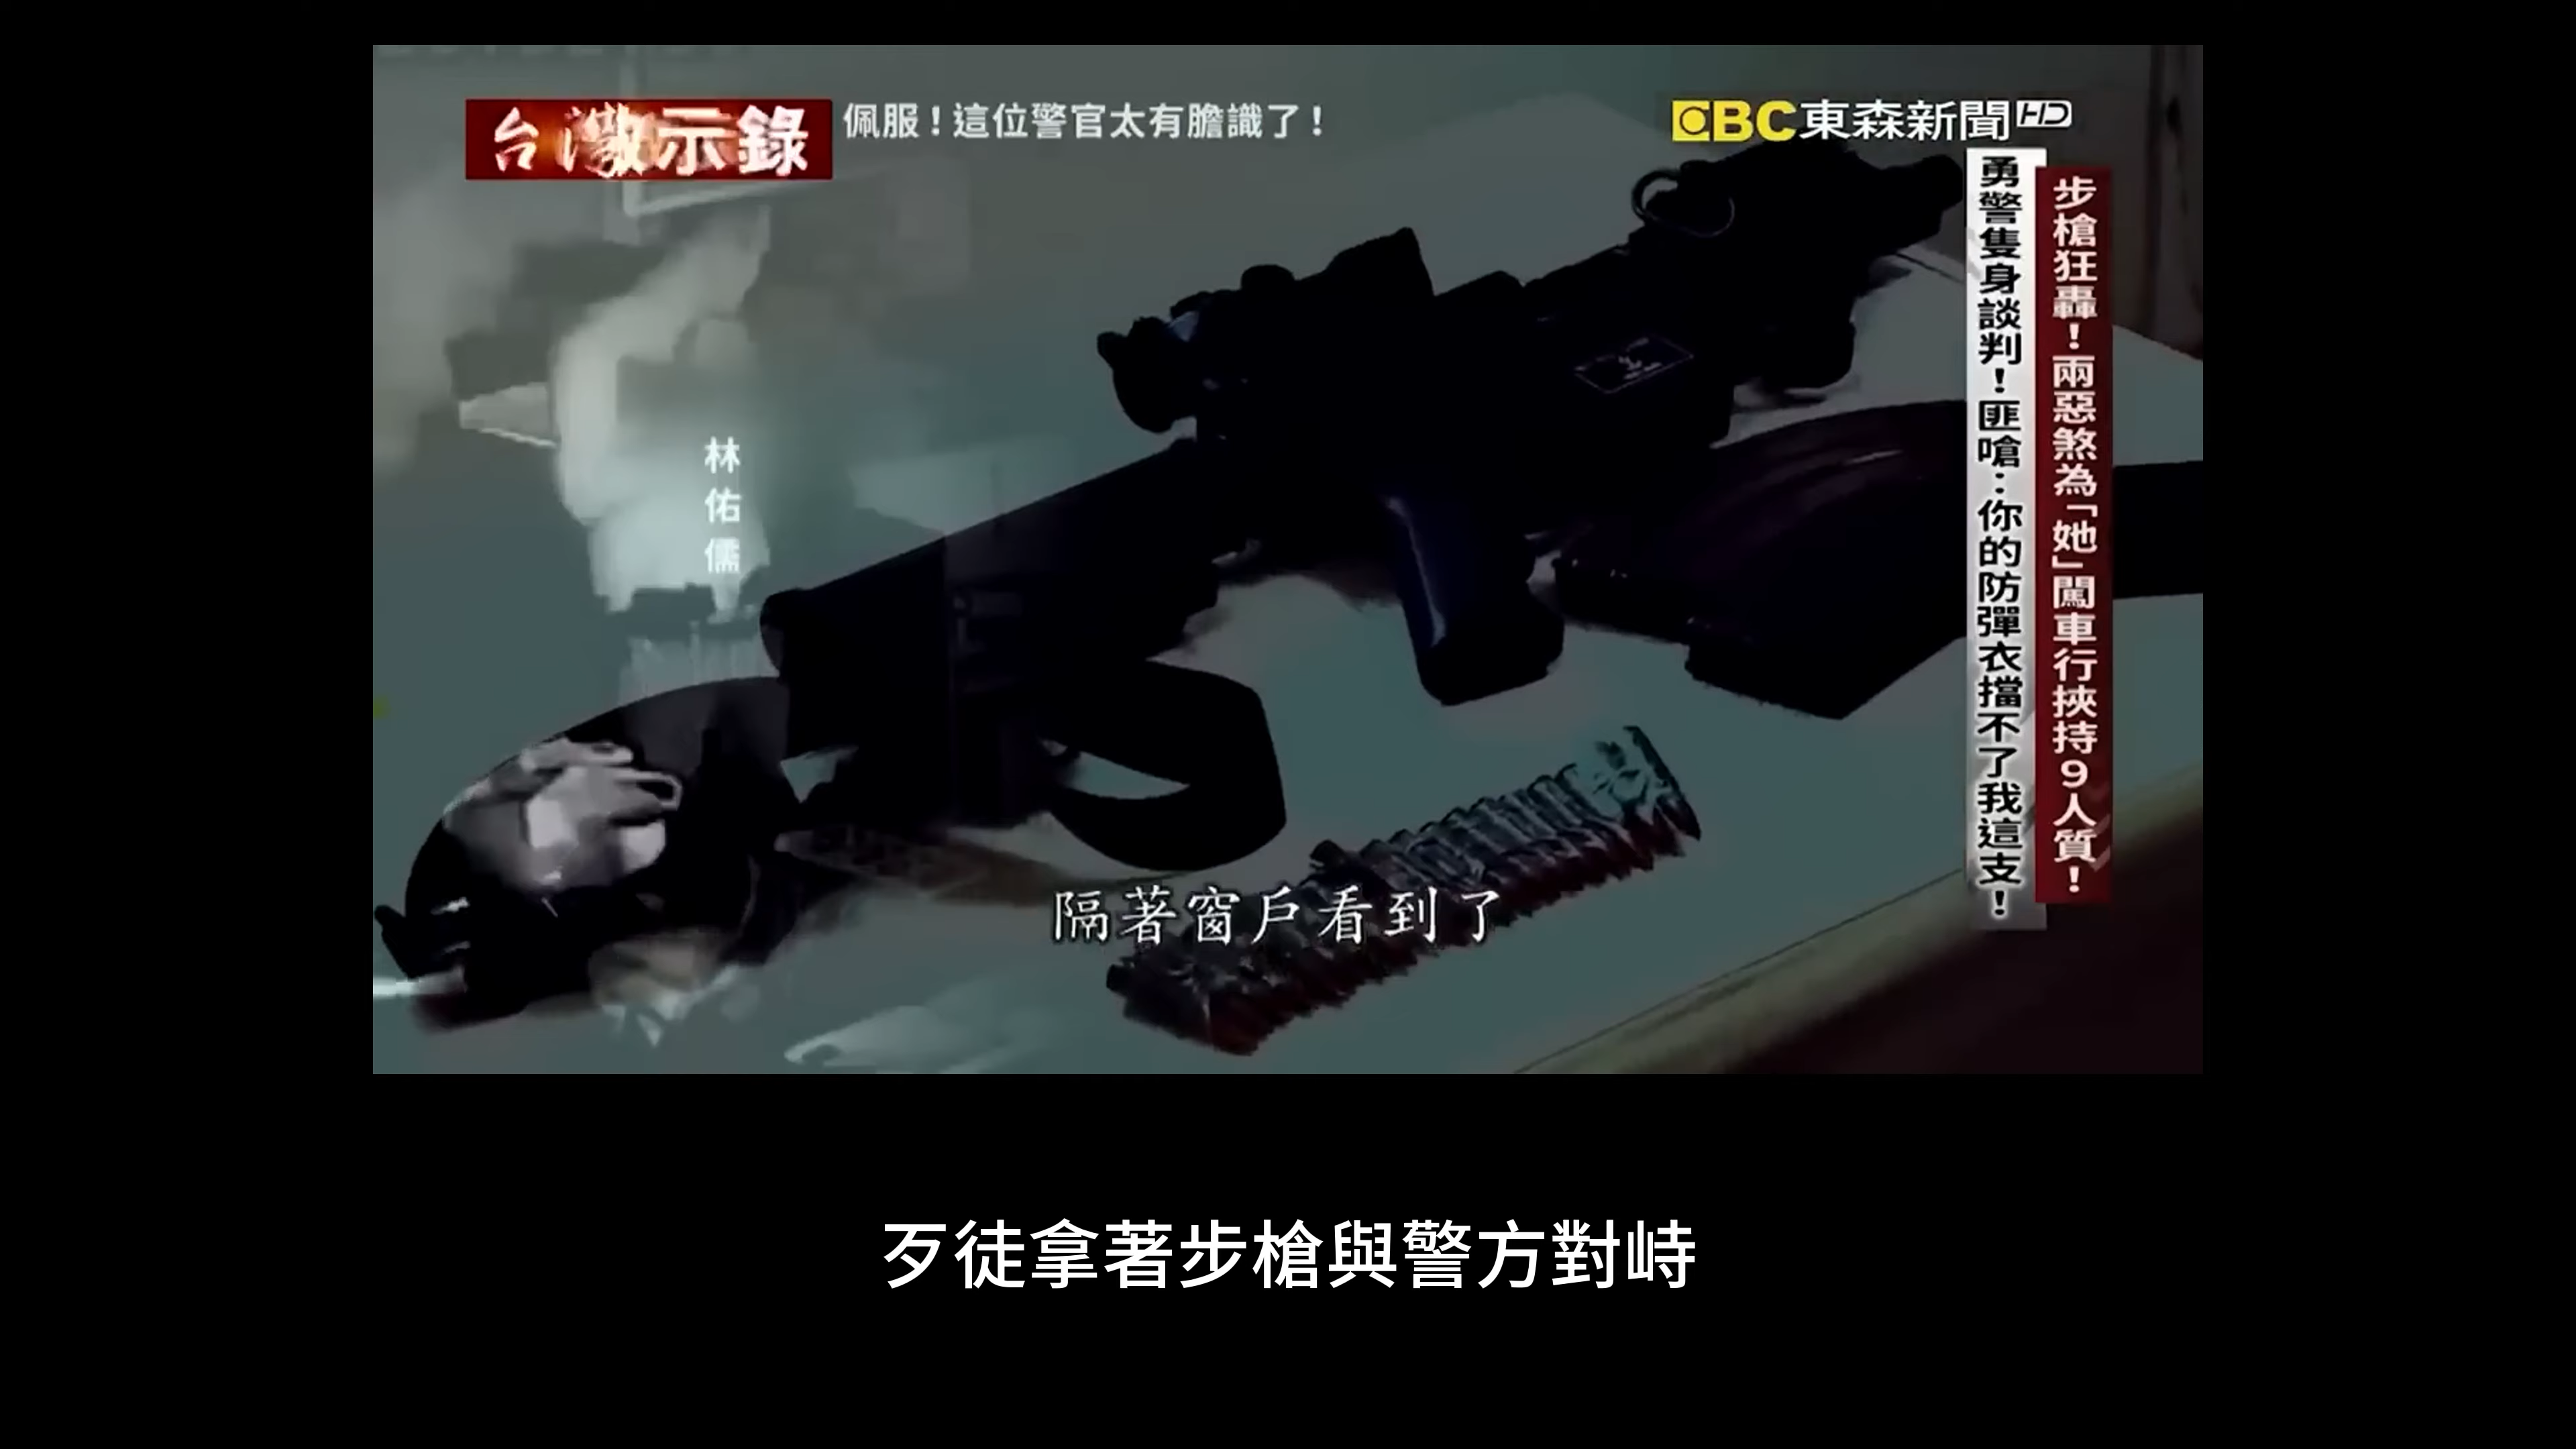 台灣啟示錄
佩服！這位警官太有膽識了！
EBC東森新聞HD
步槍狂轟！兩惡煞為「她」闖車行挾持9人質！
勇警隻身談判！匪嗆：你的防彈衣擋不了我這支！
林佑儒
隔著窗戶看到了
歹徒拿著步槍與警方對峙